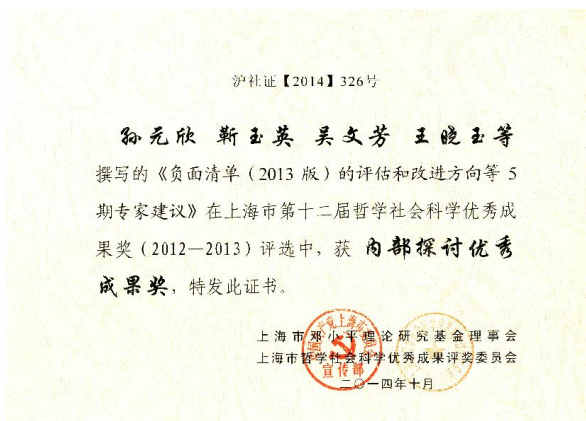 沪社证【2014】326号
孙元欣 靳玉英 吴文芳 王晓玉等
撰写的《负面清单（2013 版）的评估和改进方向等 5
期专家建议》在上海市第十二届哲学社会科学优秀成
果奖（2012—2013）评选中，获 内部探讨优秀
成果奖，特发此证书。
上海市邓小平理论研究基金理事会
上海市哲学社会科学优秀成果评奖委员会
宣传部
二〇一四年十月